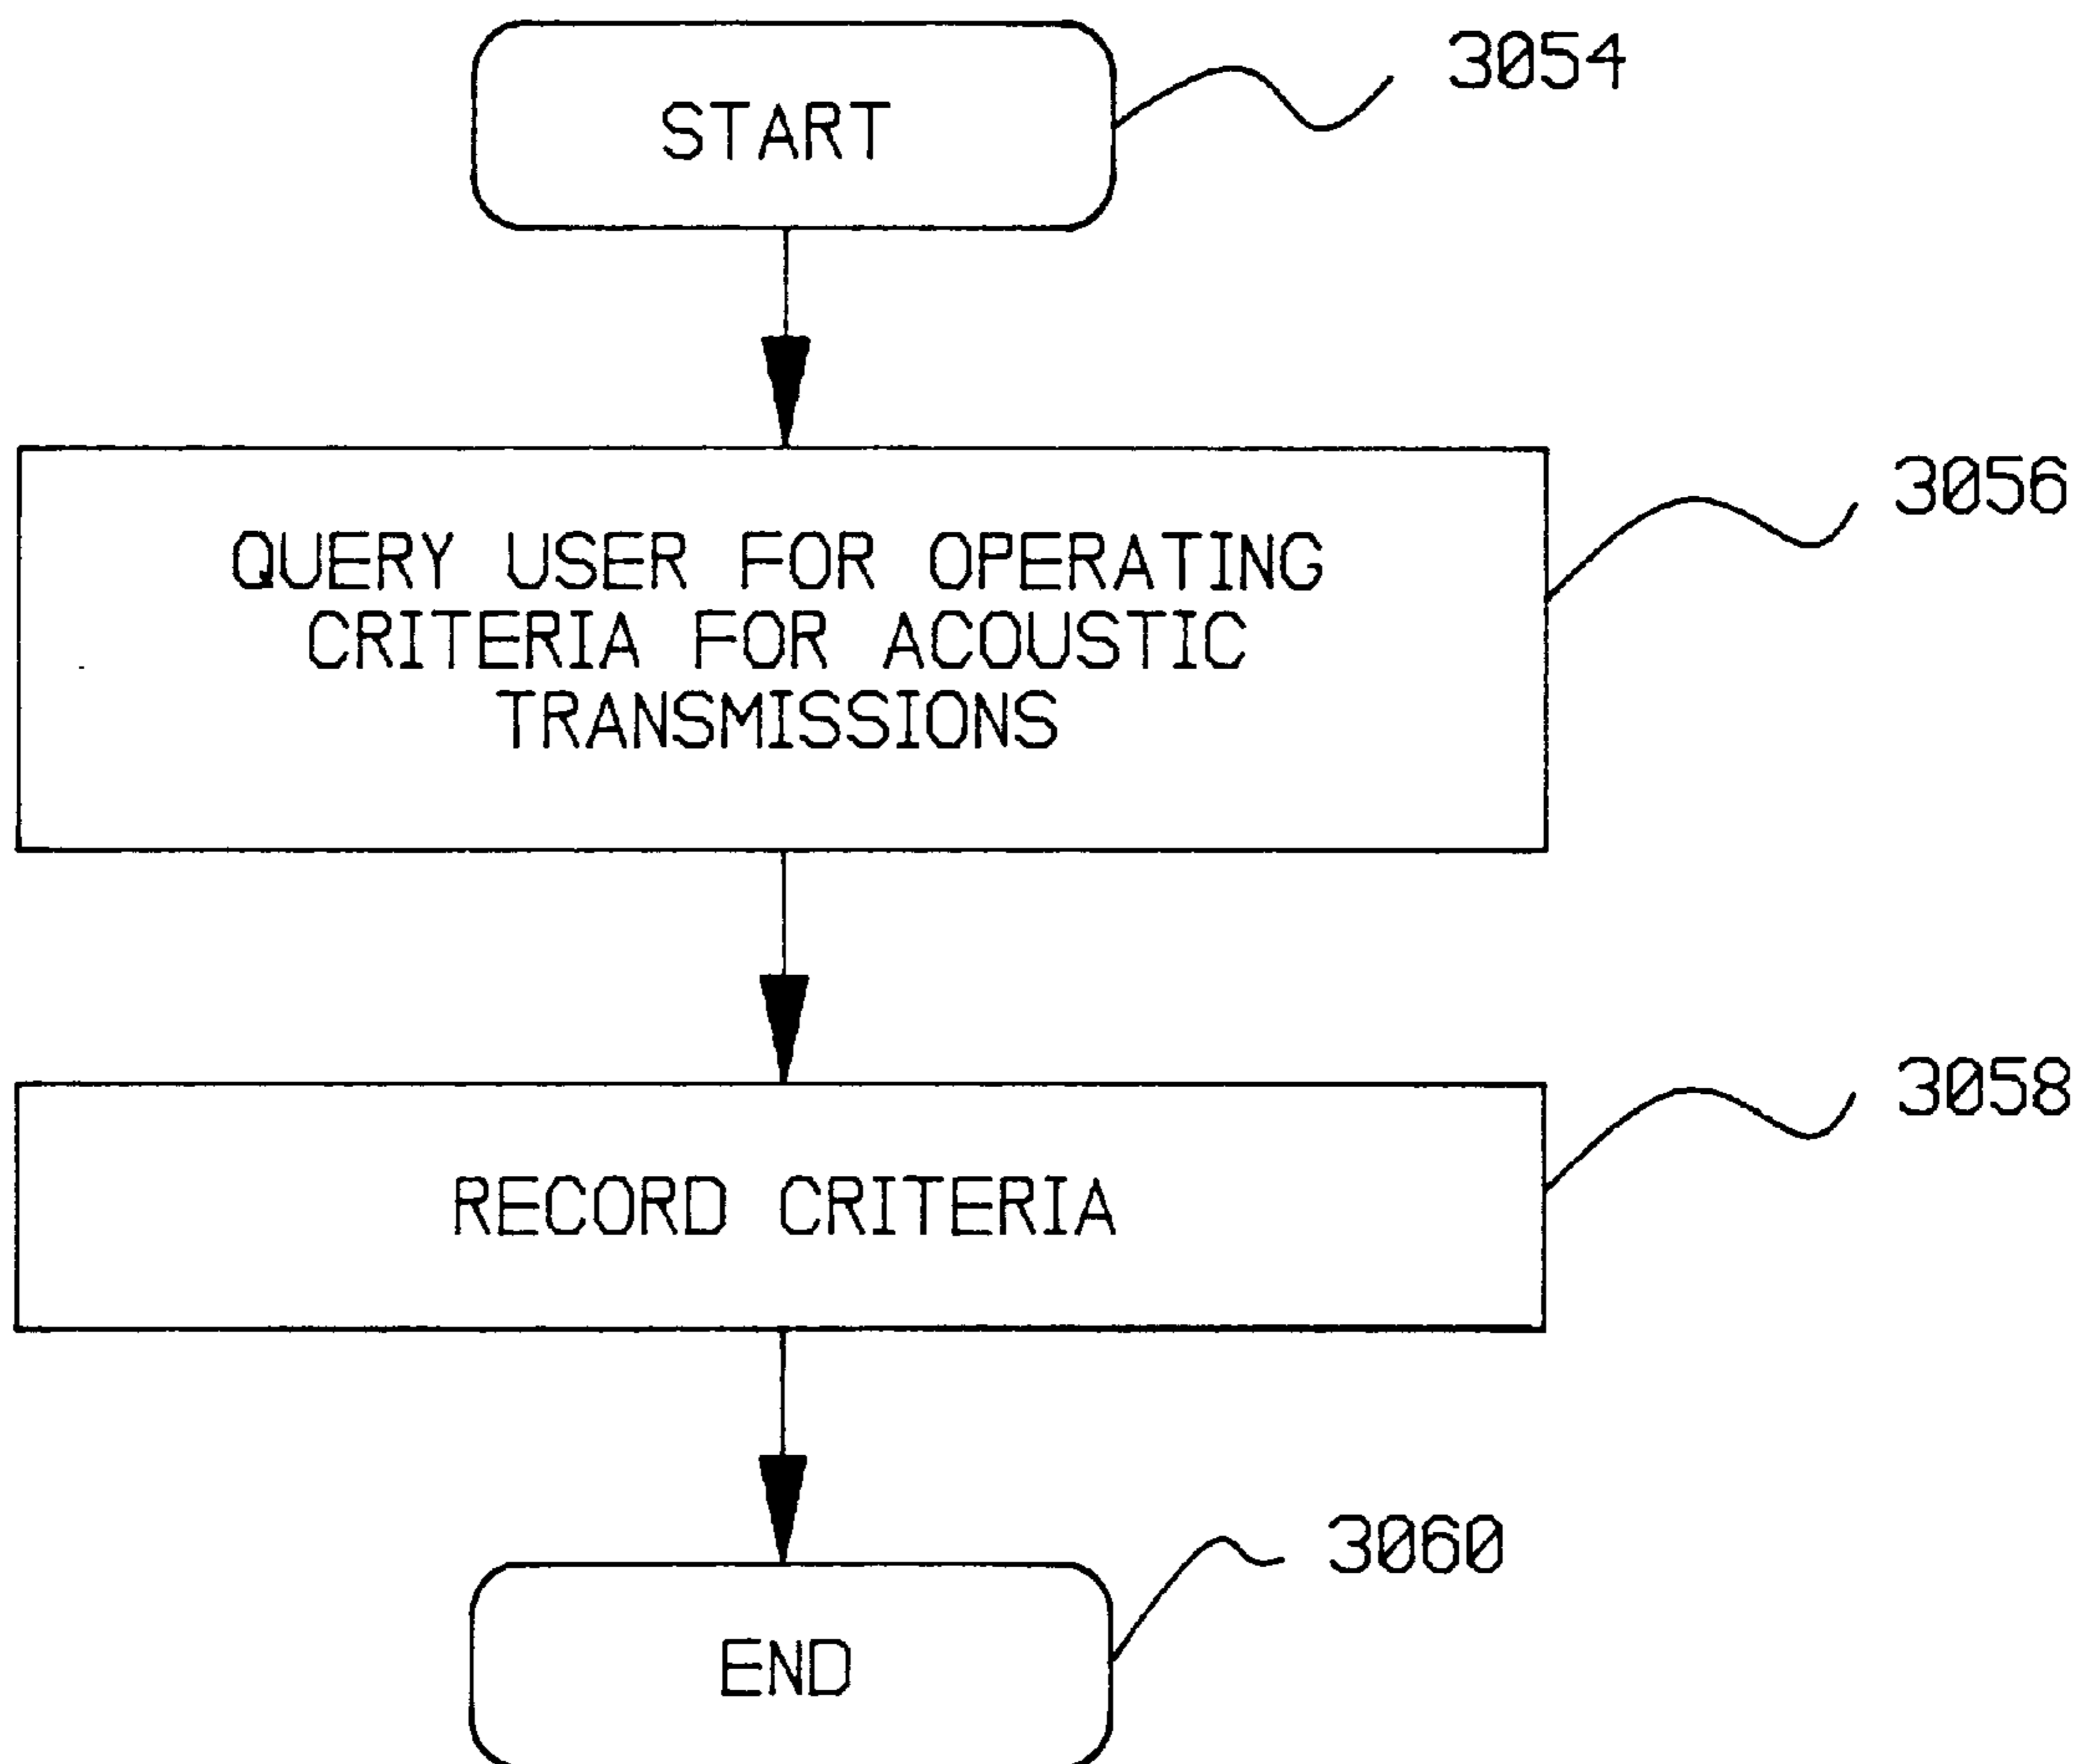 START
3054
QUERY USER FOR OPERATING
CRITERIA FOR ACOUSTIC
TRANSMISSIONS
3056
RECORD CRITERIA
3058
END
3060